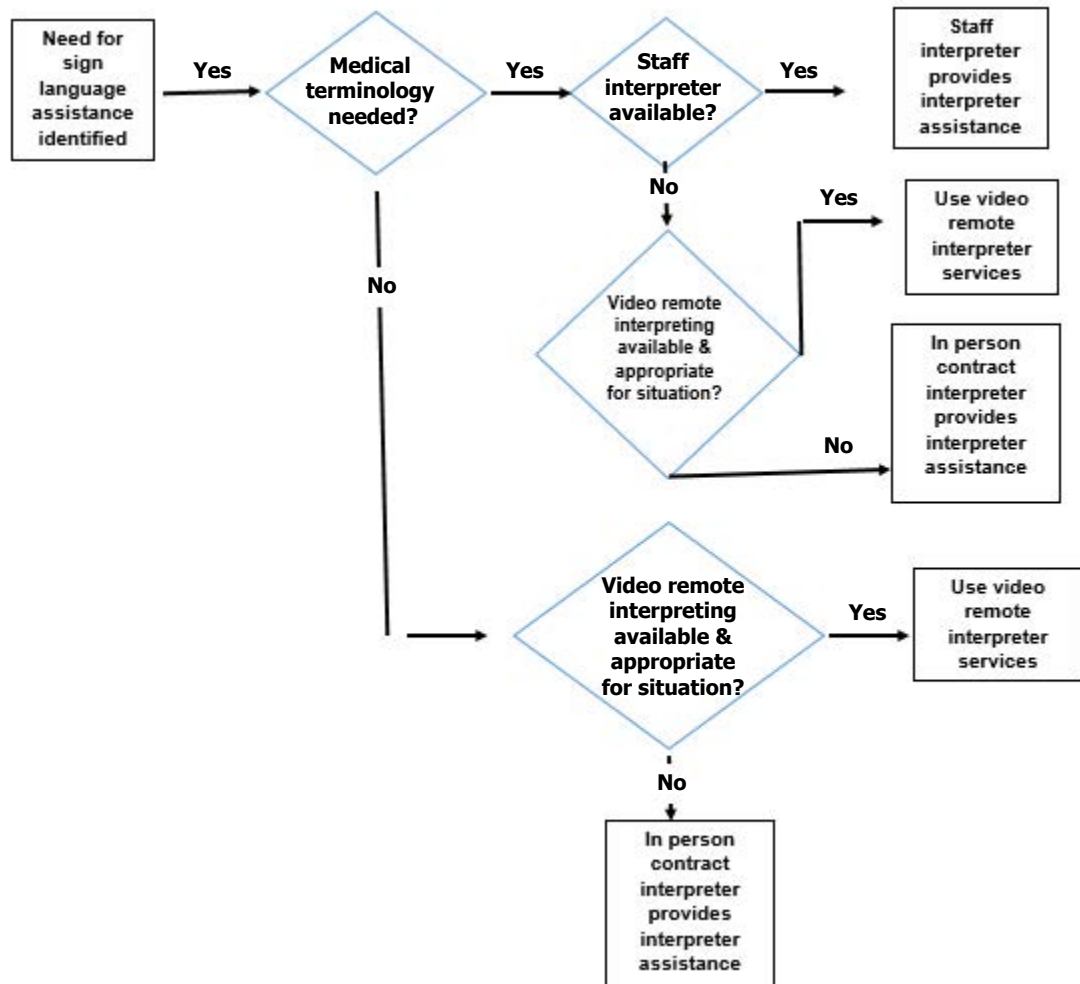 Need for
sign
language
assistance
identified
Yes
Medical
terminology
needed?
Yes
Staff
interpreter
available?
Yes
Staff
interpreter
provides
interpreter
assistance
No
Video remote
interpreting
available &
appropriate
for situation?
Yes
Use video
remote
interpreter
services
No
In person
contract
interpreter
provides
interpreter
assistance
No
Video remote
interpreting
available &
appropriate
for situation?
Yes
Use video
remote
interpreter
services
No
In person
contract
interpreter
provides
interpreter
assistance